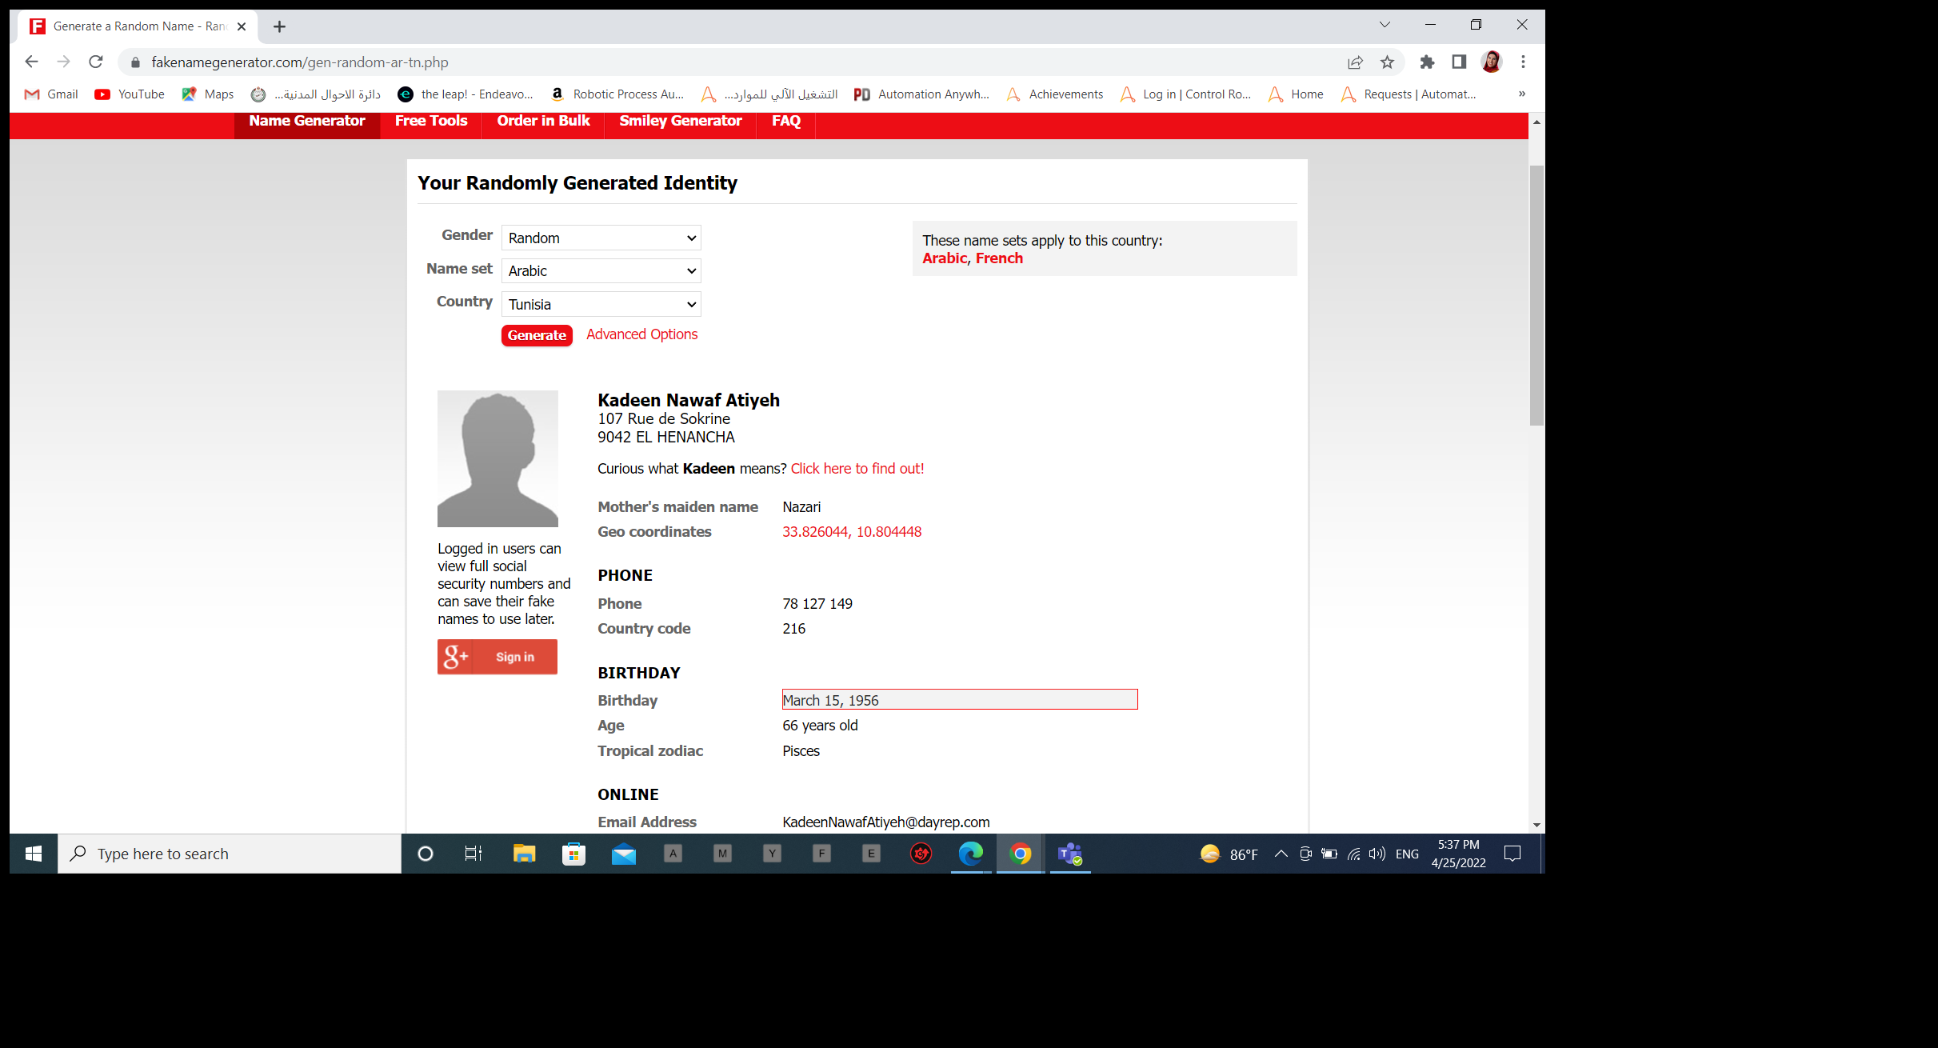 Generate a Random Name - Ran
fakenamegenerator.com/gen-random-ar-tn.php
Gmail YouTube Maps دائرة الاحوال المدنية... the leap! - Endeavo... Robotic Process Au... التشغيل الآلي للموارد... Automation Anywh... Achievements Log in | Control Ro... Home Requests | Automat... »
Name Generator Free Tools Order in Bulk Smiley Generator FAQ
Your Randomly Generated Identity
Gender Random
Name set Arabic
Country Tunisia
Generate Advanced Options
These name sets apply to this country:
Arabic, French
Kadeen Nawaf Atiyeh
107 Rue de Sokrine
9042 EL HENANCHA
Curious what Kadeen means? Click here to find out!
Mother's maiden name Nazari
Geo coordinates 33.826044, 10.804448
Logged in users can
view full social
security numbers and
can save their fake
names to use later.
g+ Sign in
PHONE
Phone 78 127 149
Country code 216
BIRTHDAY
Birthday March 15, 1956
Age 66 years old
Tropical zodiac Pisces
ONLINE
Email Address KadeenNawafAtiyeh@dayrep.com
Type here to search A M Y F E 86°F ENG 5:37 PM
4/25/2022